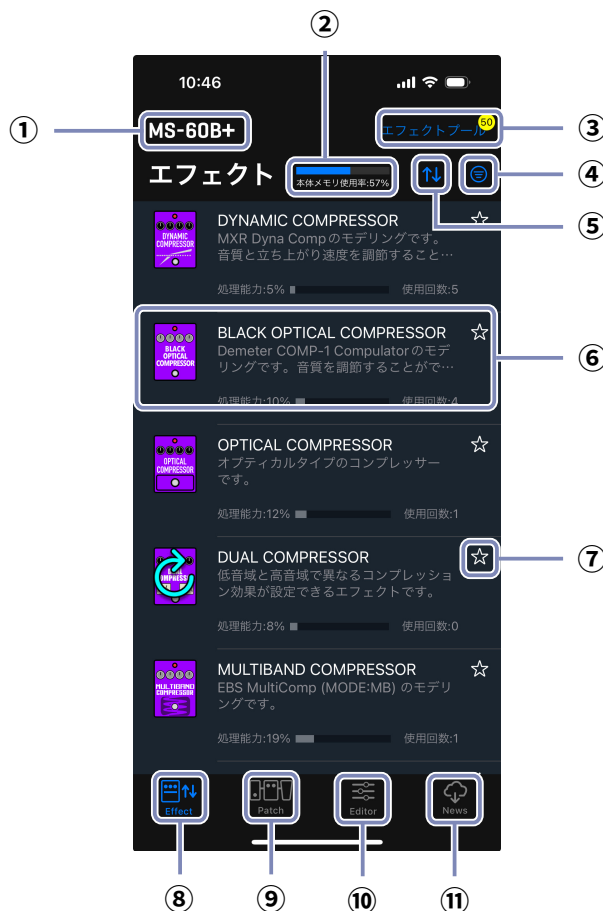 ②
10:46
①
MS-60B+
50
エフェクトプール
③
エフェクト
本体メモリ使用率:57%
④
⑤
DYNAMIC COMPRESSOR
DYNAMIC
COMPRESSOR
MXR Dyna Compのモデリングです。
音質と立ち上がり速度を調節すること…
処理能力:5%
使用回数:5
BLACK OPTICAL COMPRESSOR
BLACK
OPTICAL
COMPRESSOR
Demeter COMP-1 Compulatorのモデ
リングです。音質を調節することがで…
処理能力:10%
使用回数:4
⑥
OPTICAL COMPRESSOR
OPTICAL
COMPRESSOR
オプティカルタイプのコンプレッサー
です。
処理能力:12%
使用回数:1
DUAL COMPRESSOR
低音域と高音域で異なるコンプレッショ
ン効果が設定できるエフェクトです。
処理能力:8%
使用回数:0
⑦
MULTIBAND COMPRESSOR
MULTIBAND
COMPRESSOR
EBS MultiComp (MODE:MB) のモデリ
ングです。
処理能力:19%
使用回数:1
Effect
Patch
Editor
News
⑧
⑨
⑩
⑪